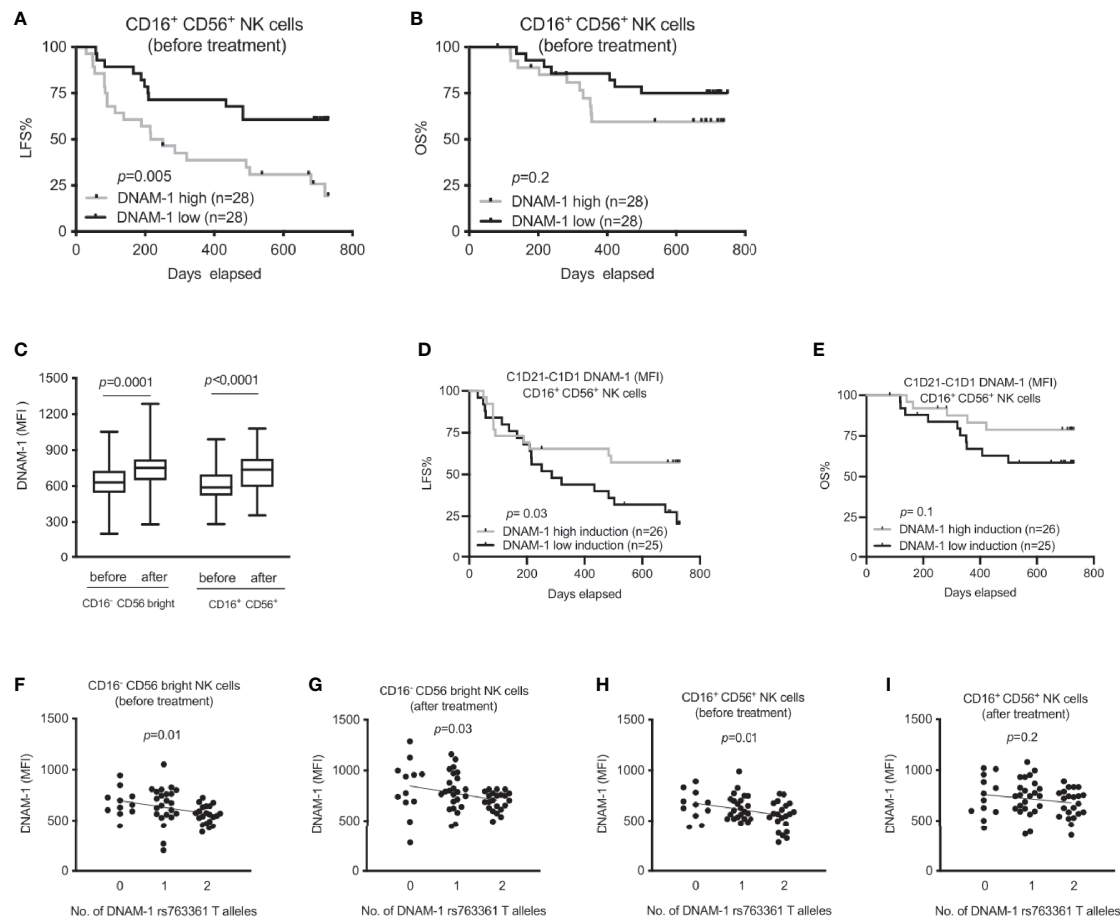 A
CD16⁺ CD56⁺ NK cells
(before treatment)
100
75
50
25
0
LFS%
p=0.005
DNAM-1 high (n=28)
DNAM-1 low (n=28)
0 200 400 600 800
Days elapsed
B
CD16⁺ CD56⁺ NK cells
(before treatment)
100
75
50
25
0
OS%
p=0.2
DNAM-1 high (n=28)
DNAM-1 low (n=28)
0 200 400 600 800
Days elapsed
C
1500
1200
900
600
300
0
DNAM-1 (MFI)
p=0.0001 p<0,0001
before after before after
CD16⁻ CD56 bright CD16⁺ CD56⁺
D
C1D21-C1D1 DNAM-1 (MFI)
CD16⁺ CD56⁺ NK cells
100
75
50
25
0
LFS%
p= 0.03
DNAM-1 high induction (n=26)
DNAM-1 low induction (n=25)
0 200 400 600 800
Days elapsed
E
C1D21-C1D1 DNAM-1 (MFI)
CD16⁺ CD56⁺ NK cells
100
75
50
25
0
OS%
p= 0.1
DNAM-1 high induction (n=26)
DNAM-1 low induction (n=25)
0 200 400 600 800
Days elapsed
F
CD16⁻ CD56 bright NK cells
(before treatment)
1500
1000
500
0
DNAM-1 (MFI)
p=0.01
0 1 2
No. of DNAM-1 rs763361 T alleles
G
CD16⁻ CD56 bright NK cells
(after treatment)
1500
1000
500
0
DNAM-1 (MFI)
p=0.03
0 1 2
No. of DNAM-1 rs763361 T alleles
H
CD16⁺ CD56⁺ NK cells
(before treatment)
1500
1000
500
0
DNAM-1 (MFI)
p=0.01
0 1 2
No. of DNAM-1 rs763361 T alleles
I
CD16⁺ CD56⁺ NK cells
(after treatment)
1500
1000
500
0
DNAM-1 (MFI)
p=0.2
0 1 2
No. of DNAM-1 rs763361 T alleles